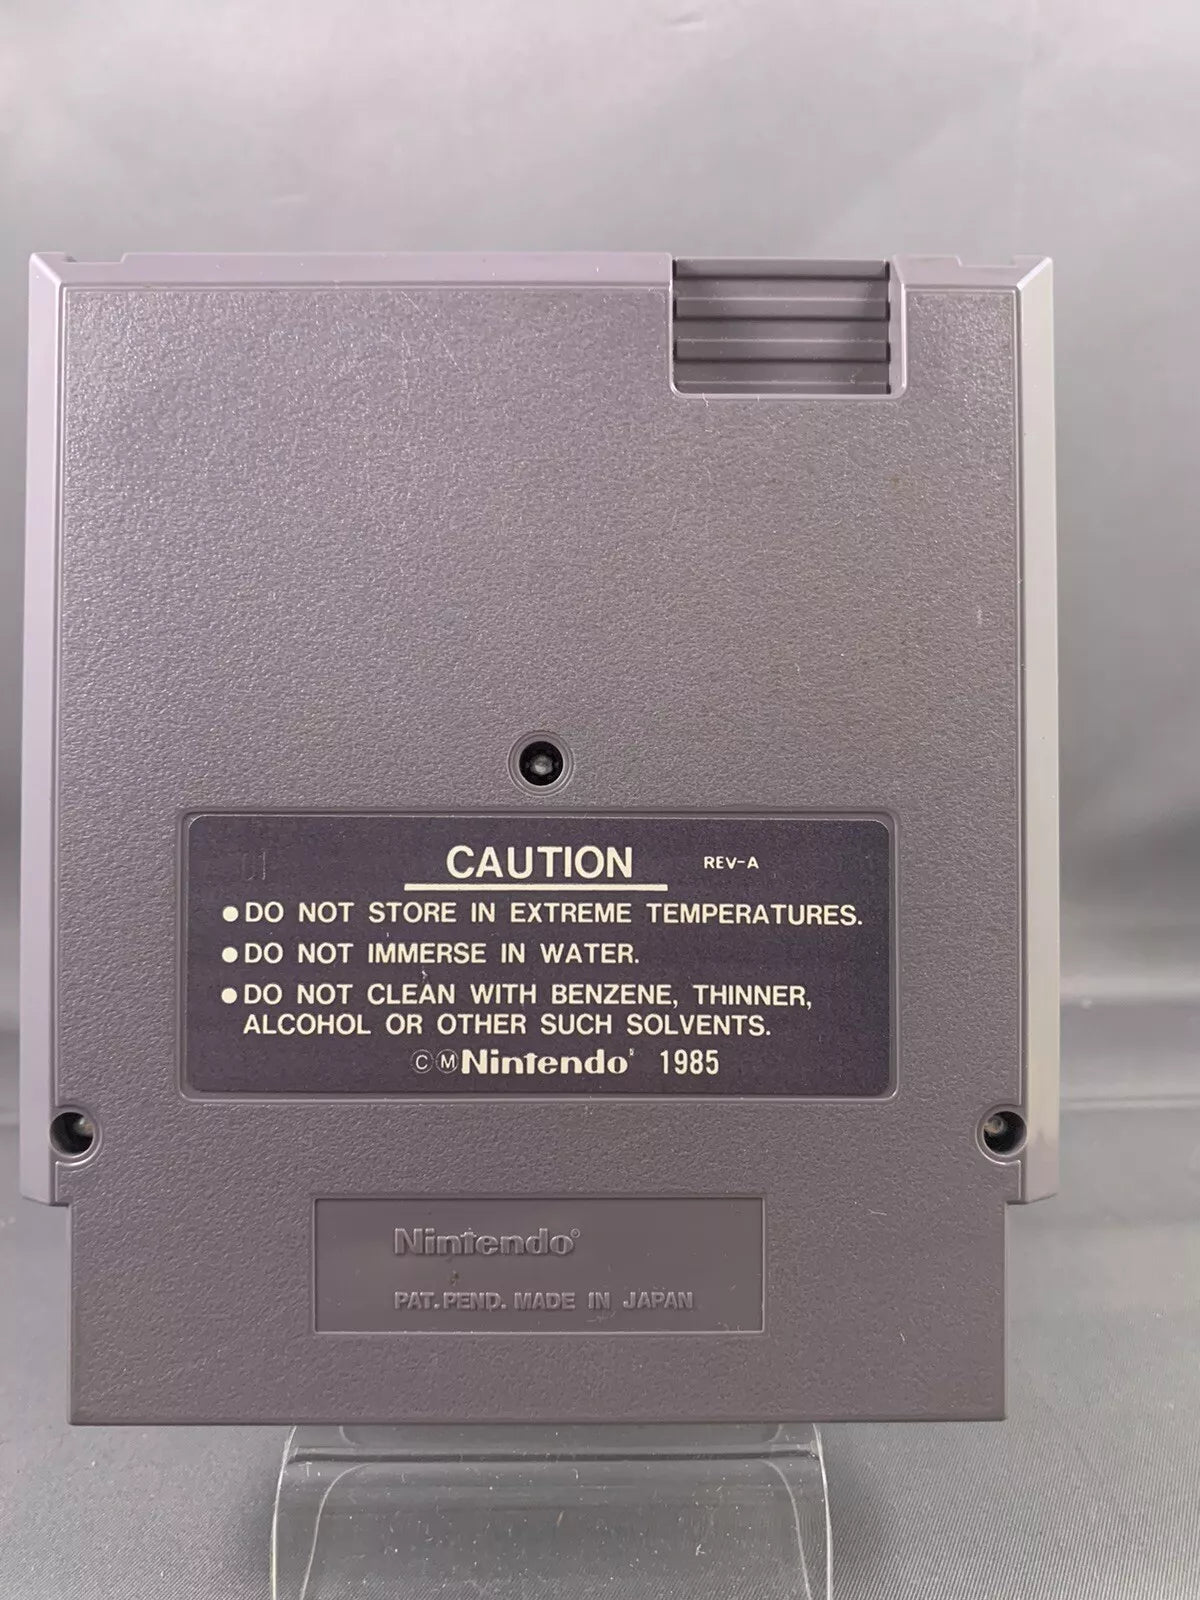 CAUTION REV-A
●DO NOT STORE IN EXTREME TEMPERATURES.
●DO NOT IMMERSE IN WATER.
●DO NOT CLEAN WITH BENZENE, THINNER,
ALCOHOL OR OTHER SUCH SOLVENTS.
ⒸⓂNintendo® 1985
Nintendo®
PAT. PEND. MADE IN JAPAN